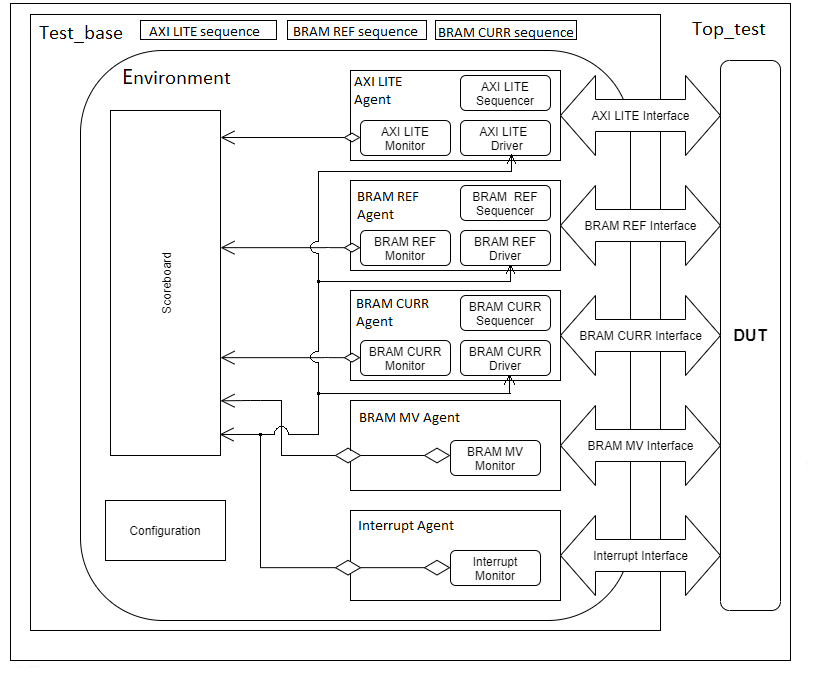 Test_base
AXI LITE sequence
BRAM REF sequence
BRAM CURR sequence
Top_test
Environment
AXI LITE
Agent
AXI LITE
Sequencer
AXI LITE
Monitor
AXI LITE
Driver
AXI LITE Interface
BRAM REF
Agent
BRAM REF
Sequencer
BRAM REF
Monitor
BRAM REF
Driver
BRAM REF Interface
Scoreboard
BRAM CURR
Agent
BRAM CURR
Sequencer
BRAM CURR
Monitor
BRAM CURR
Driver
BRAM CURR Interface
DUT
BRAM MV Agent
BRAM MV
Monitor
BRAM MV Interface
Configuration
Interrupt Agent
Interrupt
Monitor
Interrupt Interface